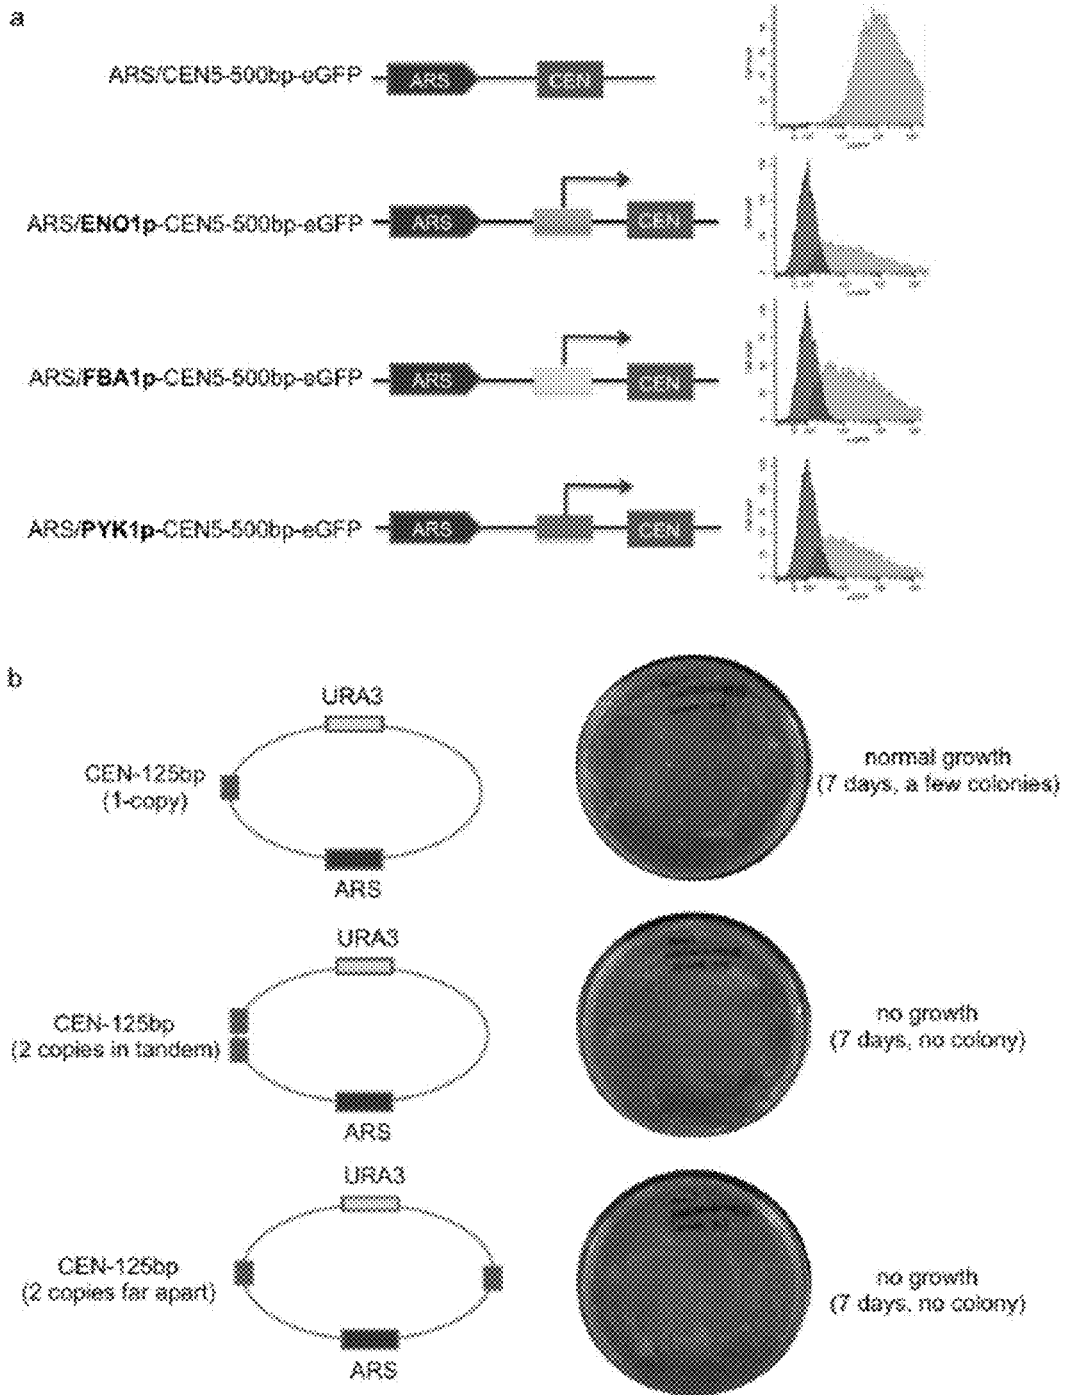 a
ARS/CEN5-500bp-eGFP
ARS
CEN
ARS/ENO1p-CEN5-500bp-eGFP
ARS
CEN
ARS/FBA1p-CEN5-500bp-eGFP
ARS
CEN
ARS/PYK1p-CEN5-500bp-eGFP
ARS
CEN
b
URA3
CEN-125bp
(1-copy)
ARS
normal growth
(7 days, a few colonies)
URA3
CEN-125bp
(2 copies in tandem)
ARS
no growth
(7 days, no colony)
URA3
CEN-125bp
(2 copies far apart)
ARS
no growth
(7 days, no colony)